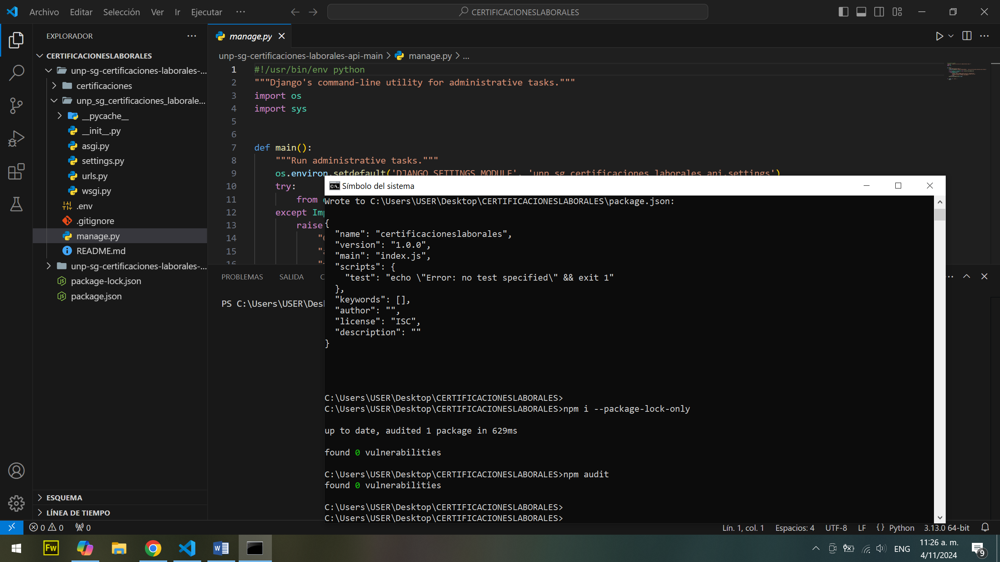 Archivo Editar Selección Ver Ir Ejecutar ···
CERTIFICACIONESLABORALES
EXPLORADOR
CERTIFICACIONESLABORALES
unp-sg-certificaciones-laborales-...
certificaciones
unp_sg_certificaciones_laborale...
__pycache__
__init__.py
asgi.py
settings.py
urls.py
wsgi.py
.env
.gitignore
manage.py
README.md
unp-sg-certificaciones-laborales-...
package-lock.json
package.json
ESQUEMA
LÍNEA DE TIEMPO
manage.py
unp-sg-certificaciones-laborales-api-main > manage.py > ...
1 #!/usr/bin/env python
2 """Django's command-line utility for administrative tasks."""
3 import os
4 import sys
5
6
7 def main():
8 """Run administrative tasks."""
9 os.environ.setdefault('DJANGO_SETTINGS_MODULE', 'unp_sg_certificaciones_laborales_api.settings')
10 try:
11 from
12 except Imp
13 raise
14 "
15 "a
16 "
PROBLEMAS SALIDA
PS C:\Users\USER\Des
Símbolo del sistema
Wrote to C:\Users\USER\Desktop\CERTIFICACIONESLABORALES\package.json:
{
"name": "certificacioneslaborales",
"version": "1.0.0",
"main": "index.js",
"scripts": {
"test": "echo \"Error: no test specified\" && exit 1"
},
"keywords": [],
"author": "",
"license": "ISC",
"description": ""
}
C:\Users\USER\Desktop\CERTIFICACIONESLABORALES>
C:\Users\USER\Desktop\CERTIFICACIONESLABORALES>npm i --package-lock-only
up to date, audited 1 package in 629ms
found 0 vulnerabilities
C:\Users\USER\Desktop\CERTIFICACIONESLABORALES>npm audit
found 0 vulnerabilities
C:\Users\USER\Desktop\CERTIFICACIONESLABORALES>
C:\Users\USER\Desktop\CERTIFICACIONESLABORALES>
0 0 0
Lín. 1, col. 1 Espacios: 4 UTF-8 LF {} Python 3.13.0 64-bit
Fw
ENG
11:26 a. m.
4/11/2024
9